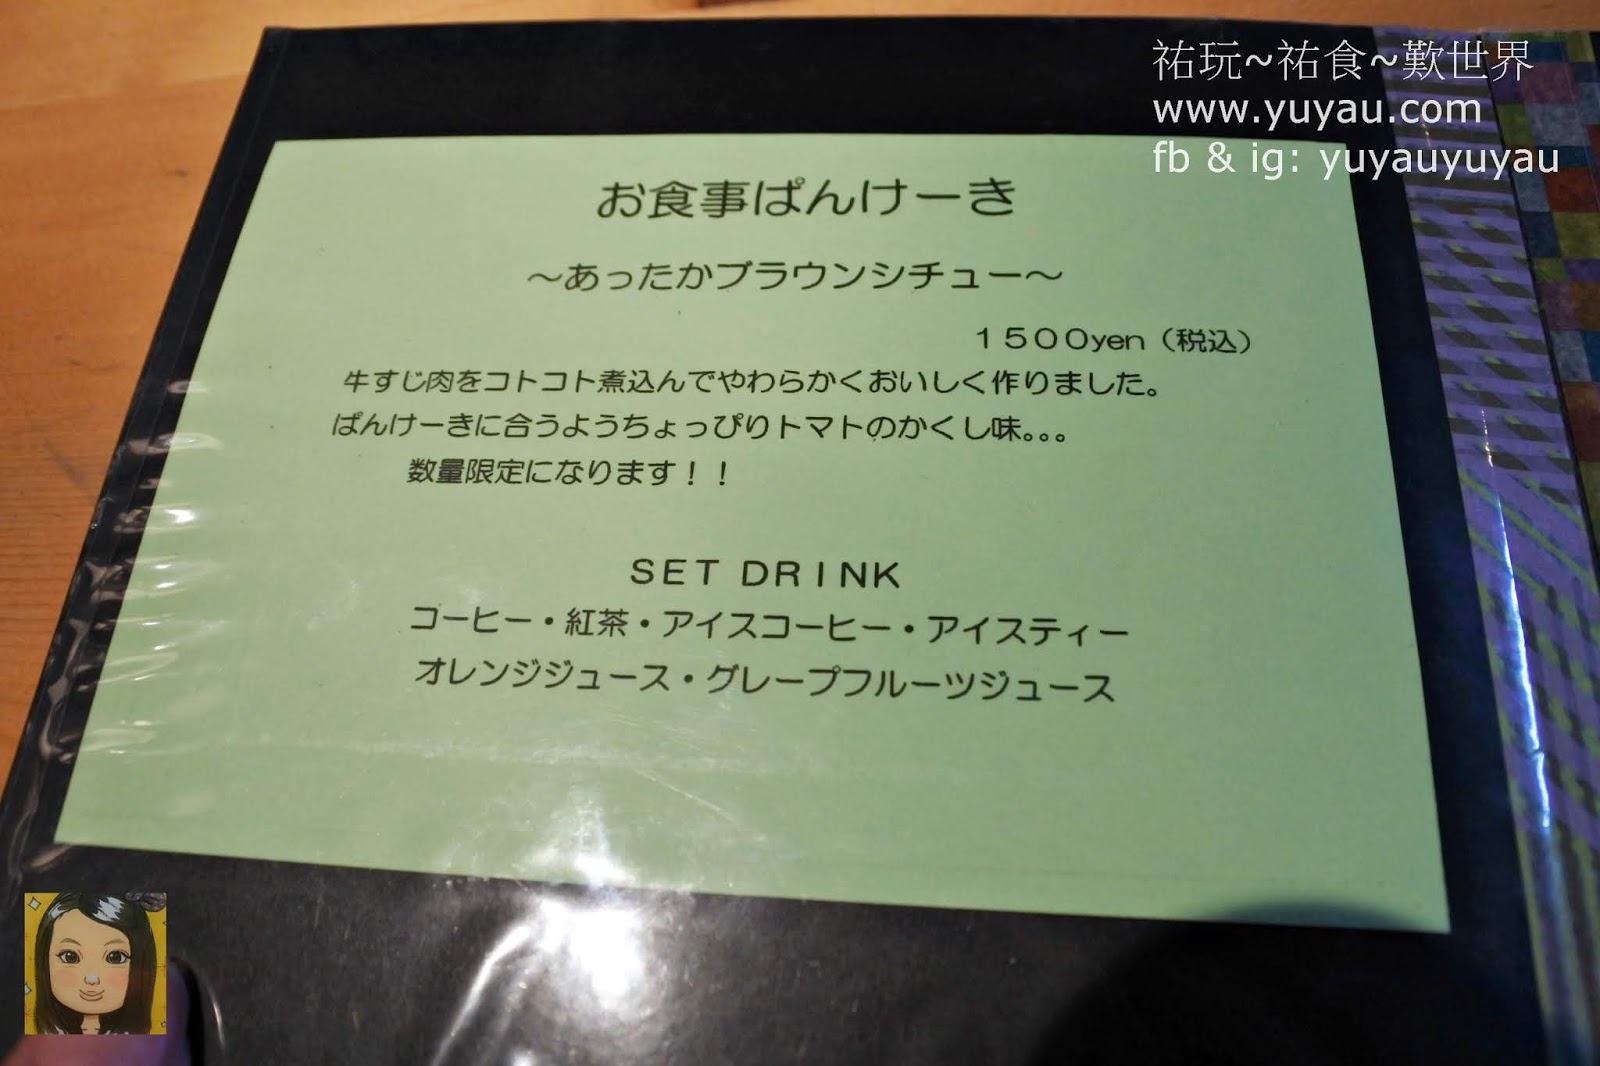 祐玩~祐食~歎世界
www.yuyau.com
fb & ig: yuyauyuyau
お食事ぱんけーき
～あったかブラウンシチュー～
１５００yen（税込）
牛すじ肉をコトコト煮込んでやわらかくおいしく作りました。
ぱんけーきに合うようちょっぴりトマトのかくし味。。。
数量限定になります！！
SET DRINK
コーヒー・紅茶・アイスコーヒー・アイスティー
オレンジジュース・グレープフルーツジュース